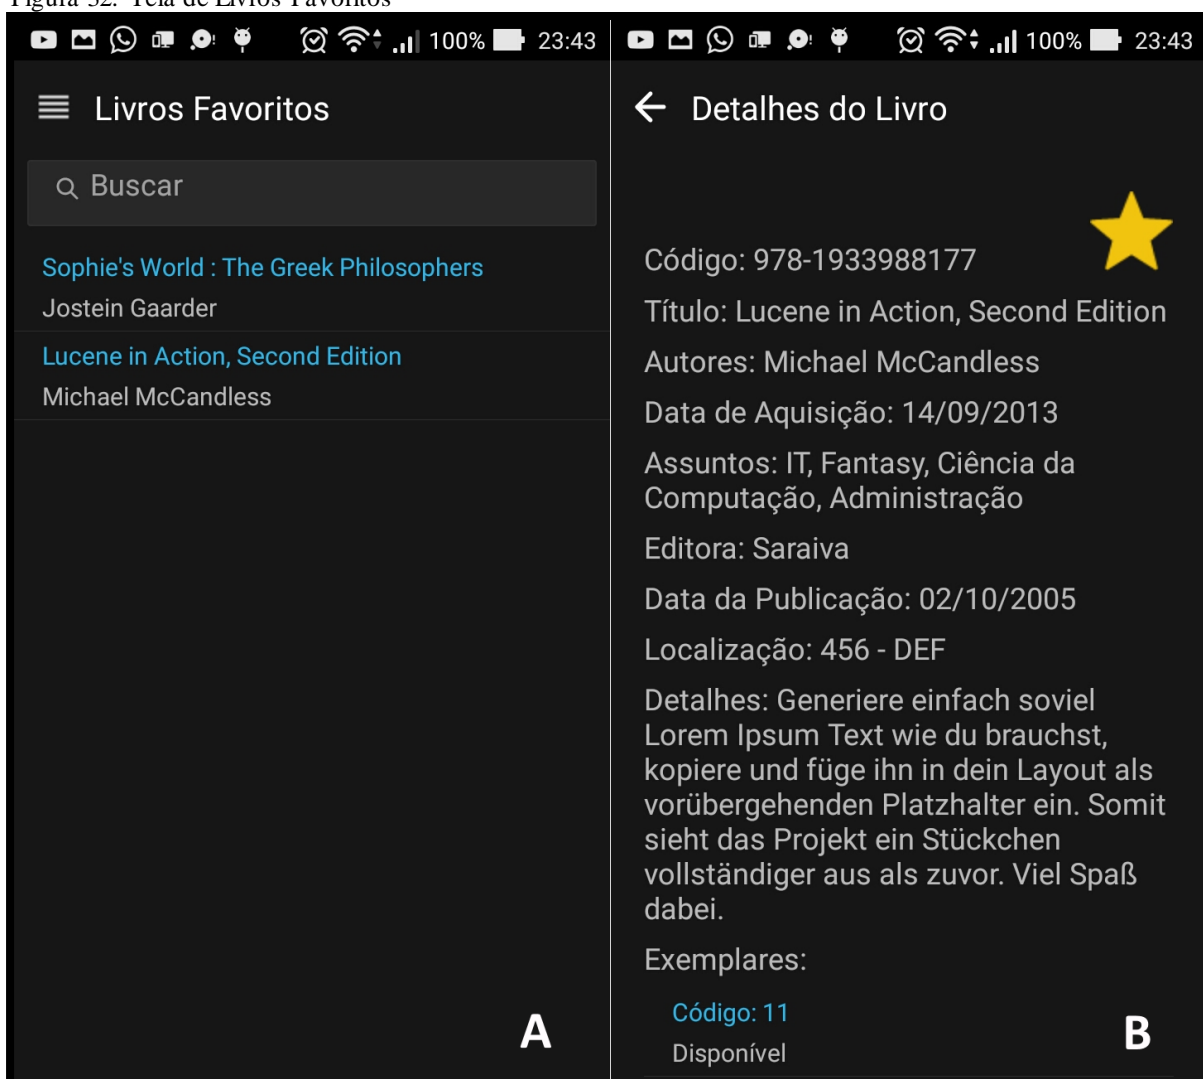 Figura 32: Tela de Livros Favoritos
100% 23:43
Livros Favoritos
Buscar
Sophie's World : The Greek Philosophers
Jostein Gaarder
Lucene in Action, Second Edition
Michael McCandless
A
100% 23:43
Detalhes do Livro
Código: 978-1933988177
Título: Lucene in Action, Second Edition
Autores: Michael McCandless
Data de Aquisição: 14/09/2013
Assuntos: IT, Fantasy, Ciência da
Computação, Administração
Editora: Saraiva
Data da Publicação: 02/10/2005
Localização: 456 - DEF
Detalhes: Generiere einfach soviel
Lorem Ipsum Text wie du brauchst,
kopiere und füge ihn in dein Layout als
vorübergehenden Platzhalter ein. Somit
sieht das Projekt ein Stückchen
vollständiger aus als zuvor. Viel Spaß
dabei.
Exemplares:
Código: 11
Disponível
B